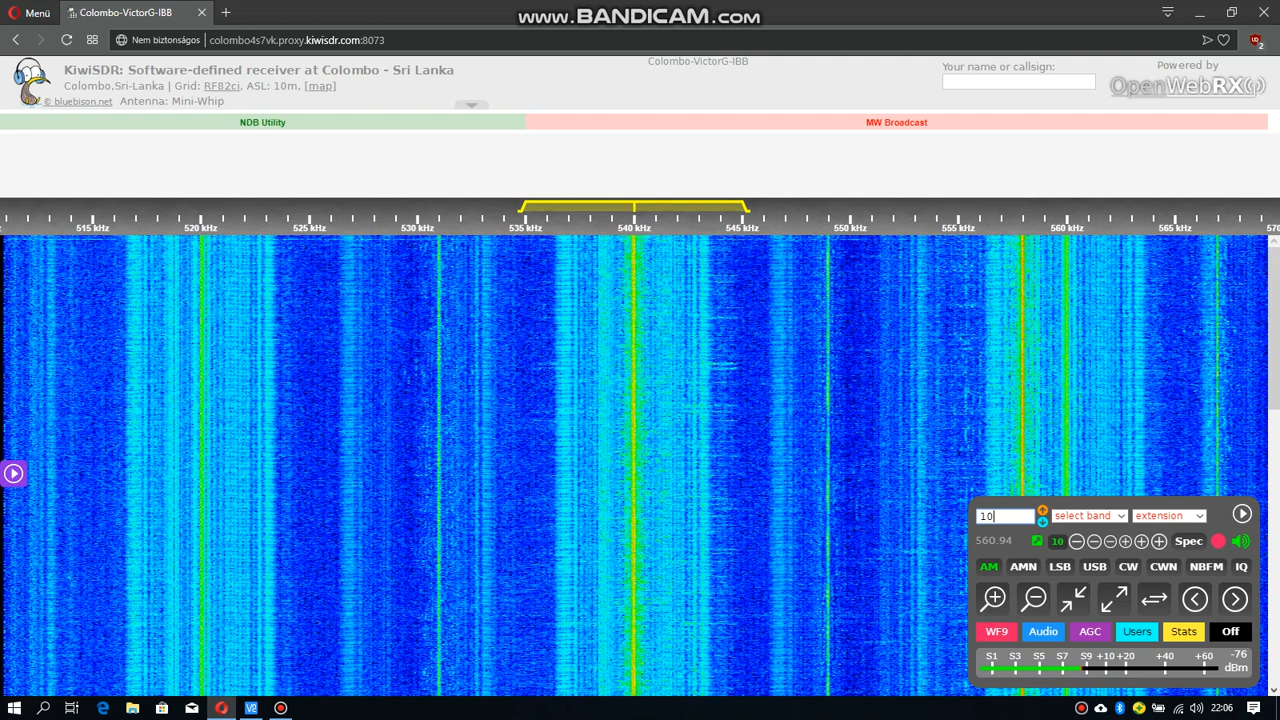 Menü
Colombo-VictorG-IBB
www.BANDICAM.com
Nem biztonságos
colombo4s7vk.proxy.kiwisdr.com:8073
2
KiwiSDR: Software-defined receiver at Colombo - Sri Lanka
Colombo,Sri-Lanka | Grid: RF82ci, ASL: 10m, [map]
© bluebison.net Antenna: Mini-Whip
Colombo-VictorG-IBB
Your name or callsign:
Powered by
OpenWebRX
NDB Utility
MW Broadcast
515 kHz 520 kHz 525 kHz 530 kHz 535 kHz 540 kHz 545 kHz 550 kHz 555 kHz 560 kHz 565 kHz 570
10 select band extension
560.94 10 Spec
AM AMN LSB USB CW CWN NBFM IQ
WF9 Audio AGC Users Stats Off
S1 S3 S5 S7 S9 +10 +20 +40 +60 -76
dBm
22:06